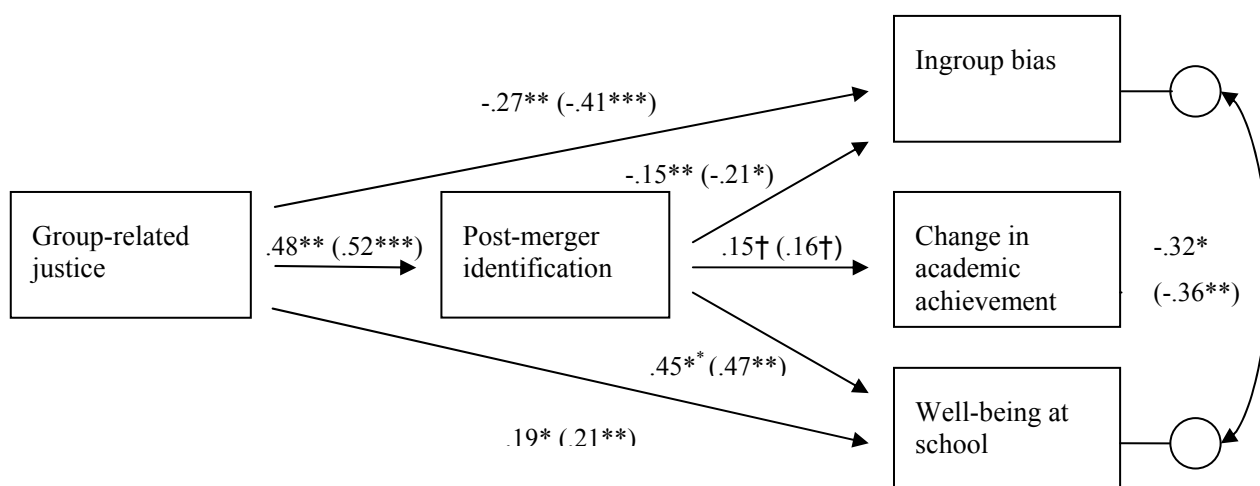 Ingroup bias
-.27** (-.41***)
-.15** (-.21*)
Group-related
justice
.48** (.52***)
Post-merger
identification
.15† (.16†)
Change in
academic
achievement
-.32*
(-.36**)
.45** (.47**)
Well-being at
school
.19* (.21**)